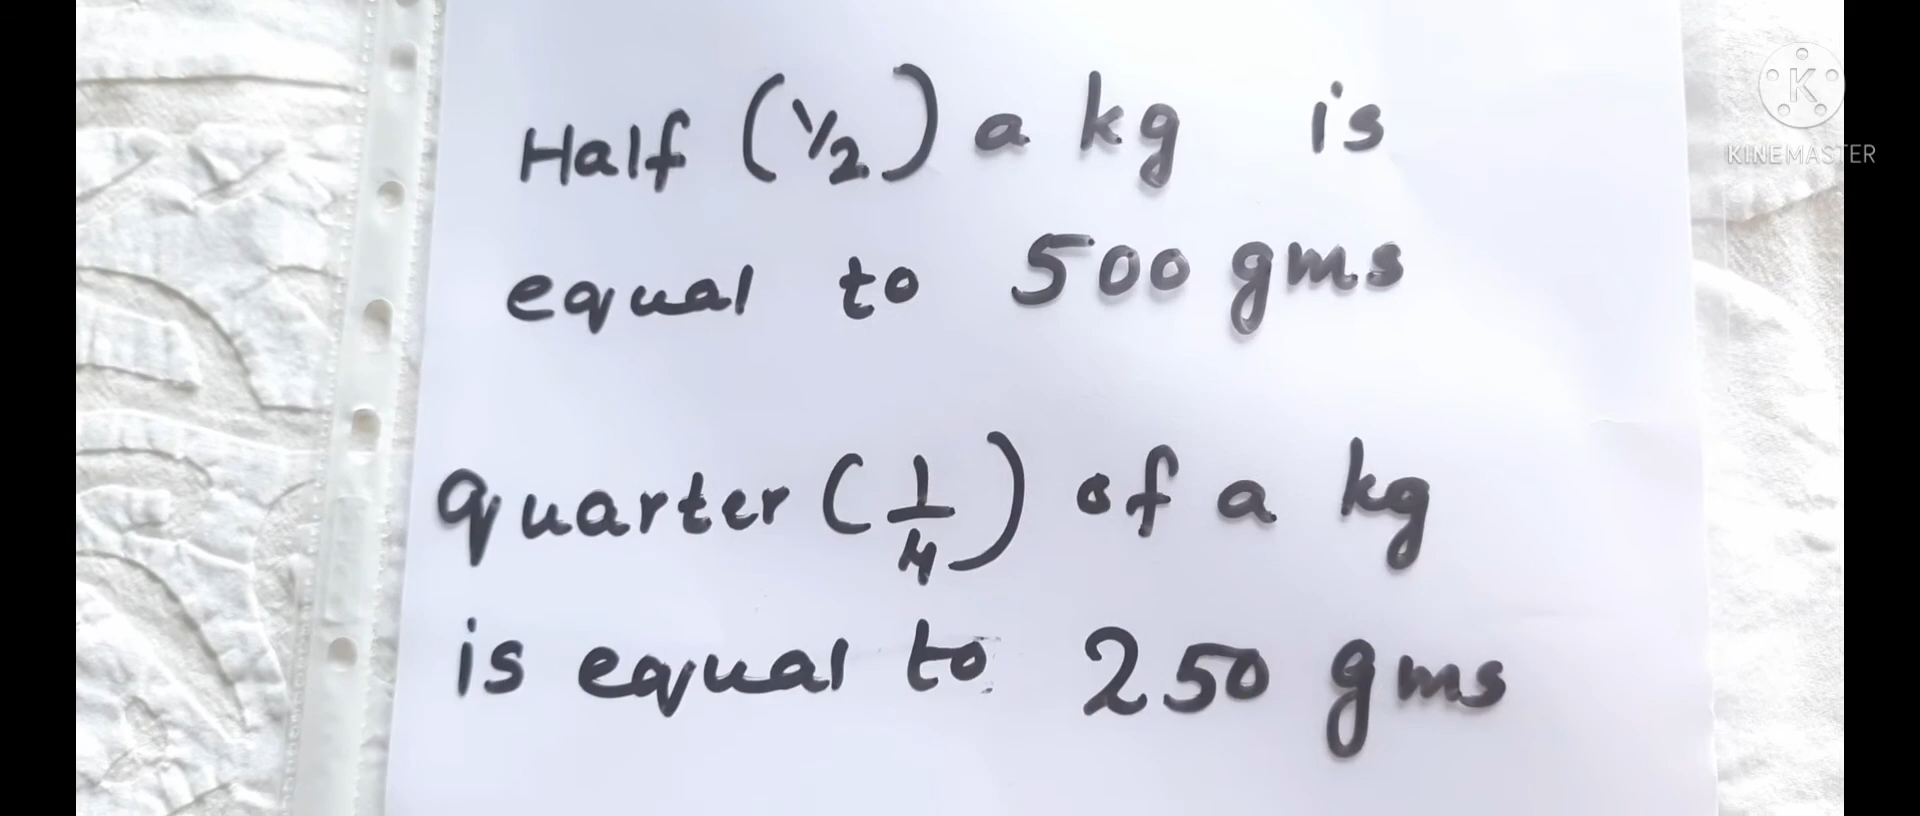 Half (1/2) a kg is
equal to 500 gms
quarter (1/4) of a kg
is equal to 250 gms
K
KINEMASTER